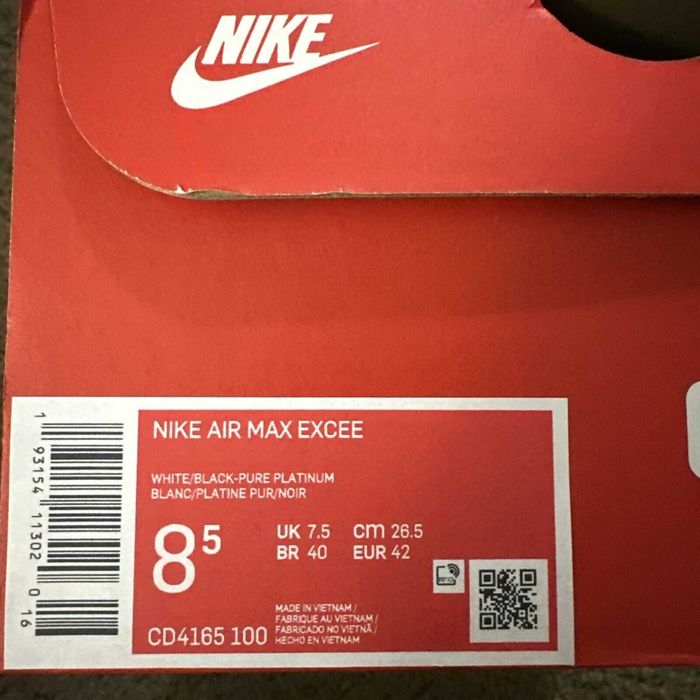 NIKE
NIKE AIR MAX EXCEE
WHITE/BLACK-PURE PLATINUM
BLANC/PLATINE PUR/NOIR
8⁵
UK 7.5 cm 26.5
BR 40 EUR 42
MADE IN VIETNAM /
FABRIQUE AU VIETNAM /
FABRICADO NO VIETNÃ /
HECHO EN VIETNAM
CD4165 100
1 93154 11302 0 16